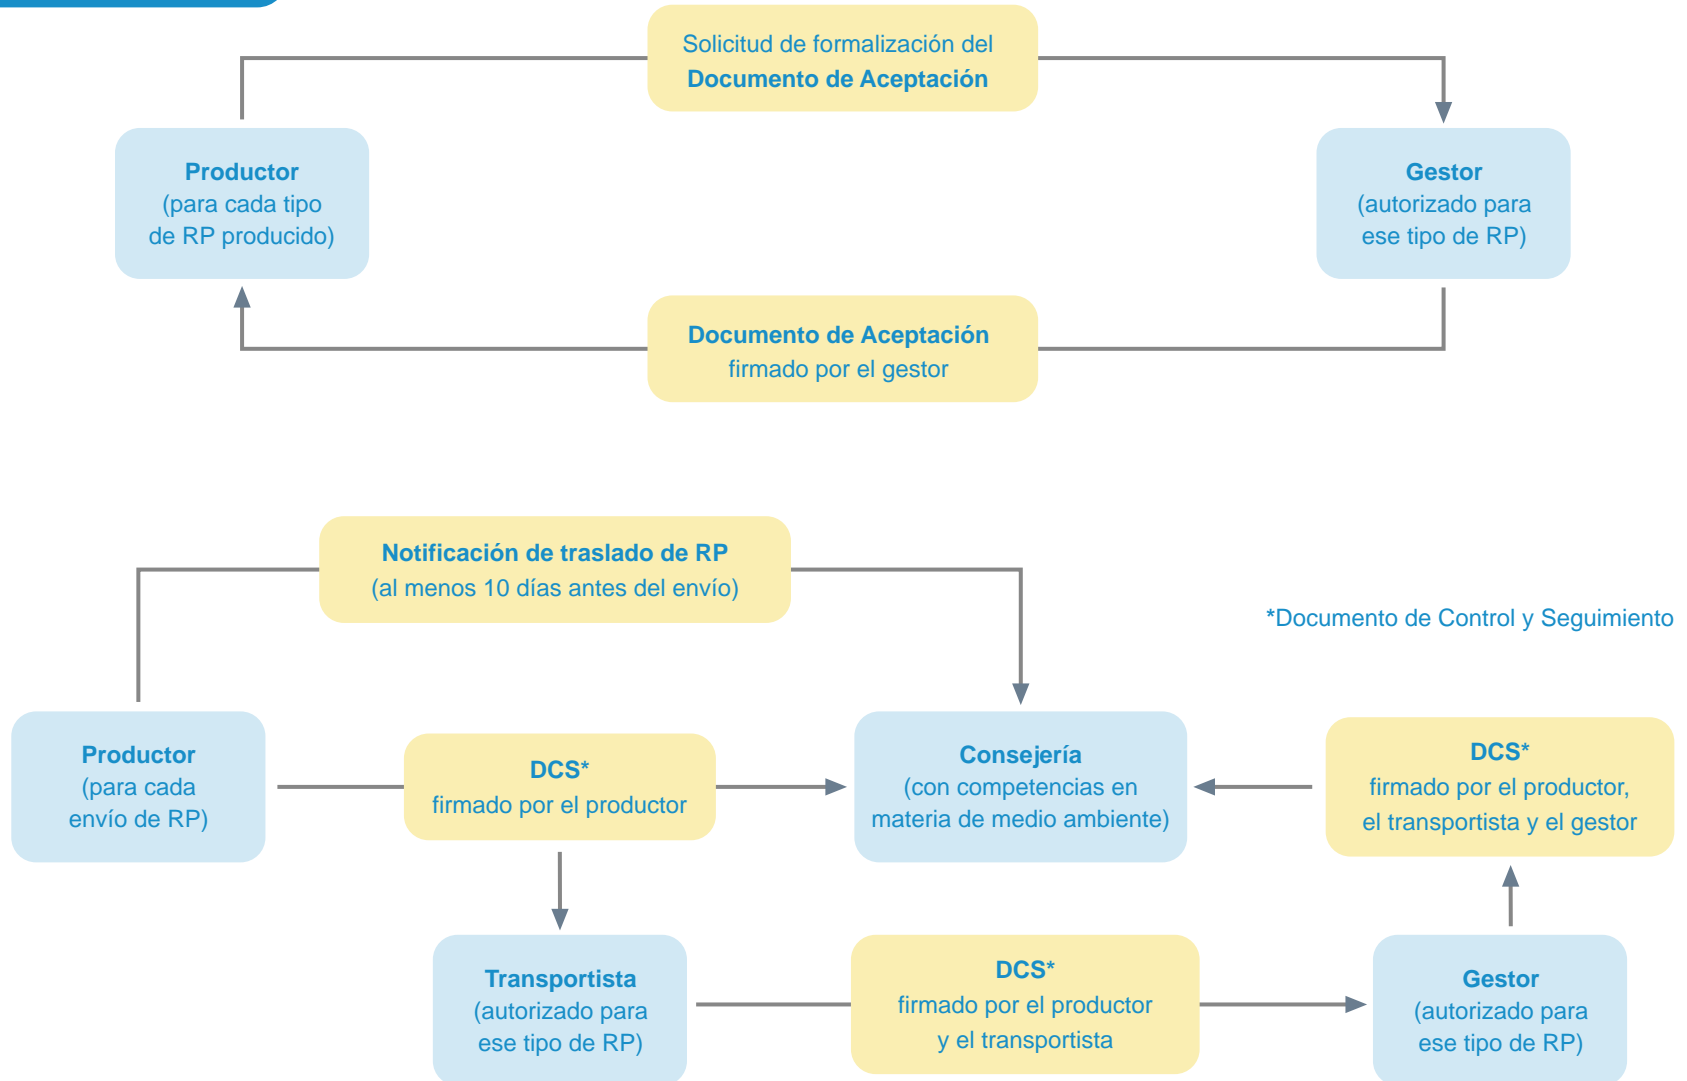 Solicitud de formalización del
Documento de Aceptación
Productor
(para cada tipo
de RP producido)
Gestor
(autorizado para
ese tipo de RP)
Documento de Aceptación
firmado por el gestor
Notificación de traslado de RP
(al menos 10 días antes del envío)
*Documento de Control y Seguimiento
Productor
(para cada
envío de RP)
DCS*
firmado por el productor
Consejería
(con competencias en
materia de medio ambiente)
DCS*
firmado por el productor,
el transportista y el gestor
Transportista
(autorizado para
ese tipo de RP)
DCS*
firmado por el productor
y el transportista
Gestor
(autorizado para
ese tipo de RP)